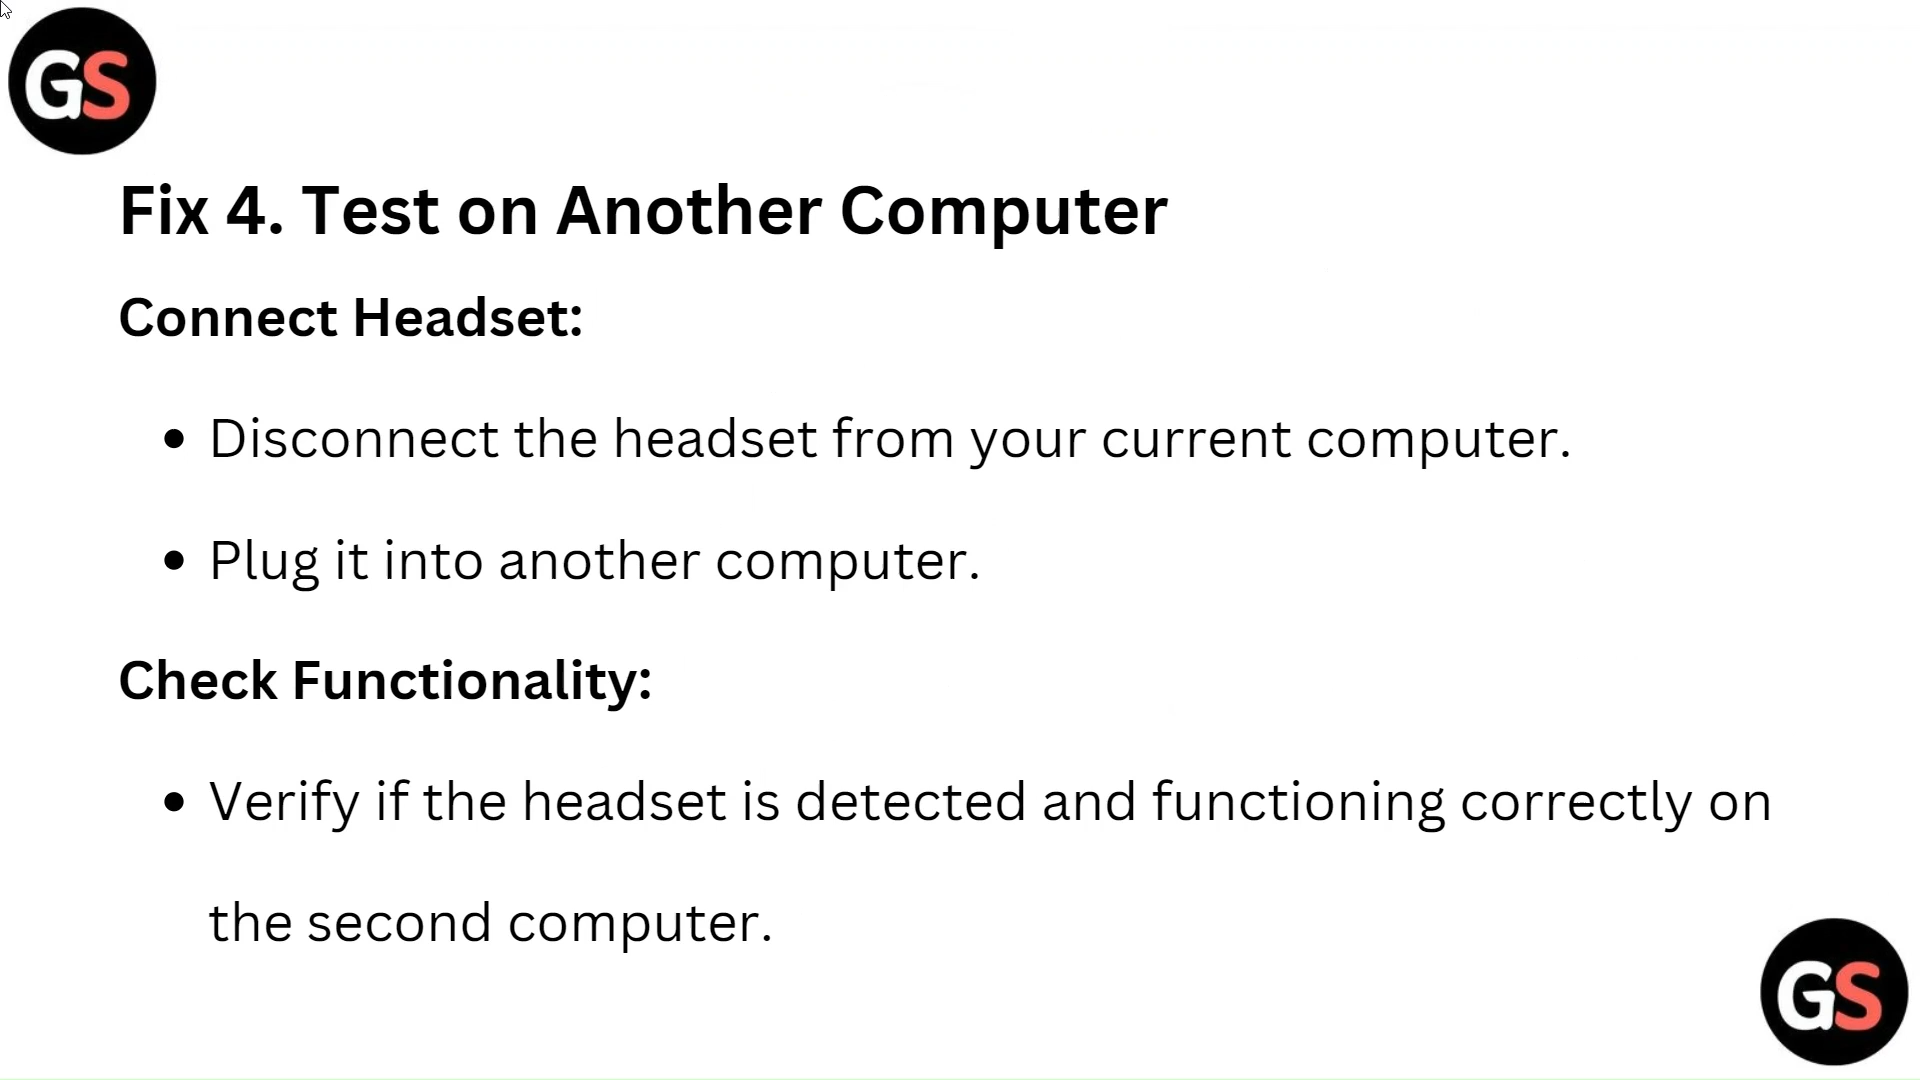 GS
Fix 4. Test on Another Computer
Connect Headset:
• Disconnect the headset from your current computer.
• Plug it into another computer.
Check Functionality:
• Verify if the headset is detected and functioning correctly on
the second computer.
GS